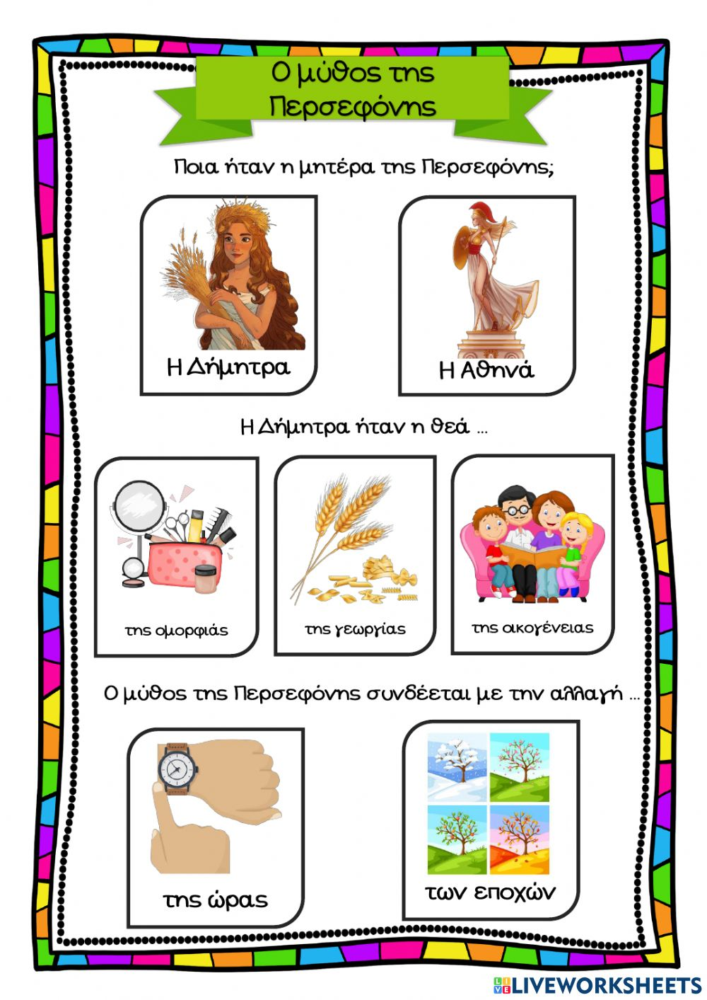 Ο μύθος της
Περσεφόνης
Ποια ήταν η μητέρα της Περσεφόνης;
Η Δήμητρα
Η Αθηνά
Η Δήμητρα ήταν η θεά ...
της ομορφιάς
της γεωργίας
της οικογένειας
Ο μύθος της Περσεφόνης συνδέεται με την αλλαγή ...
της ώρας
των εποχών
LIVE LIVEWORKSHEETS